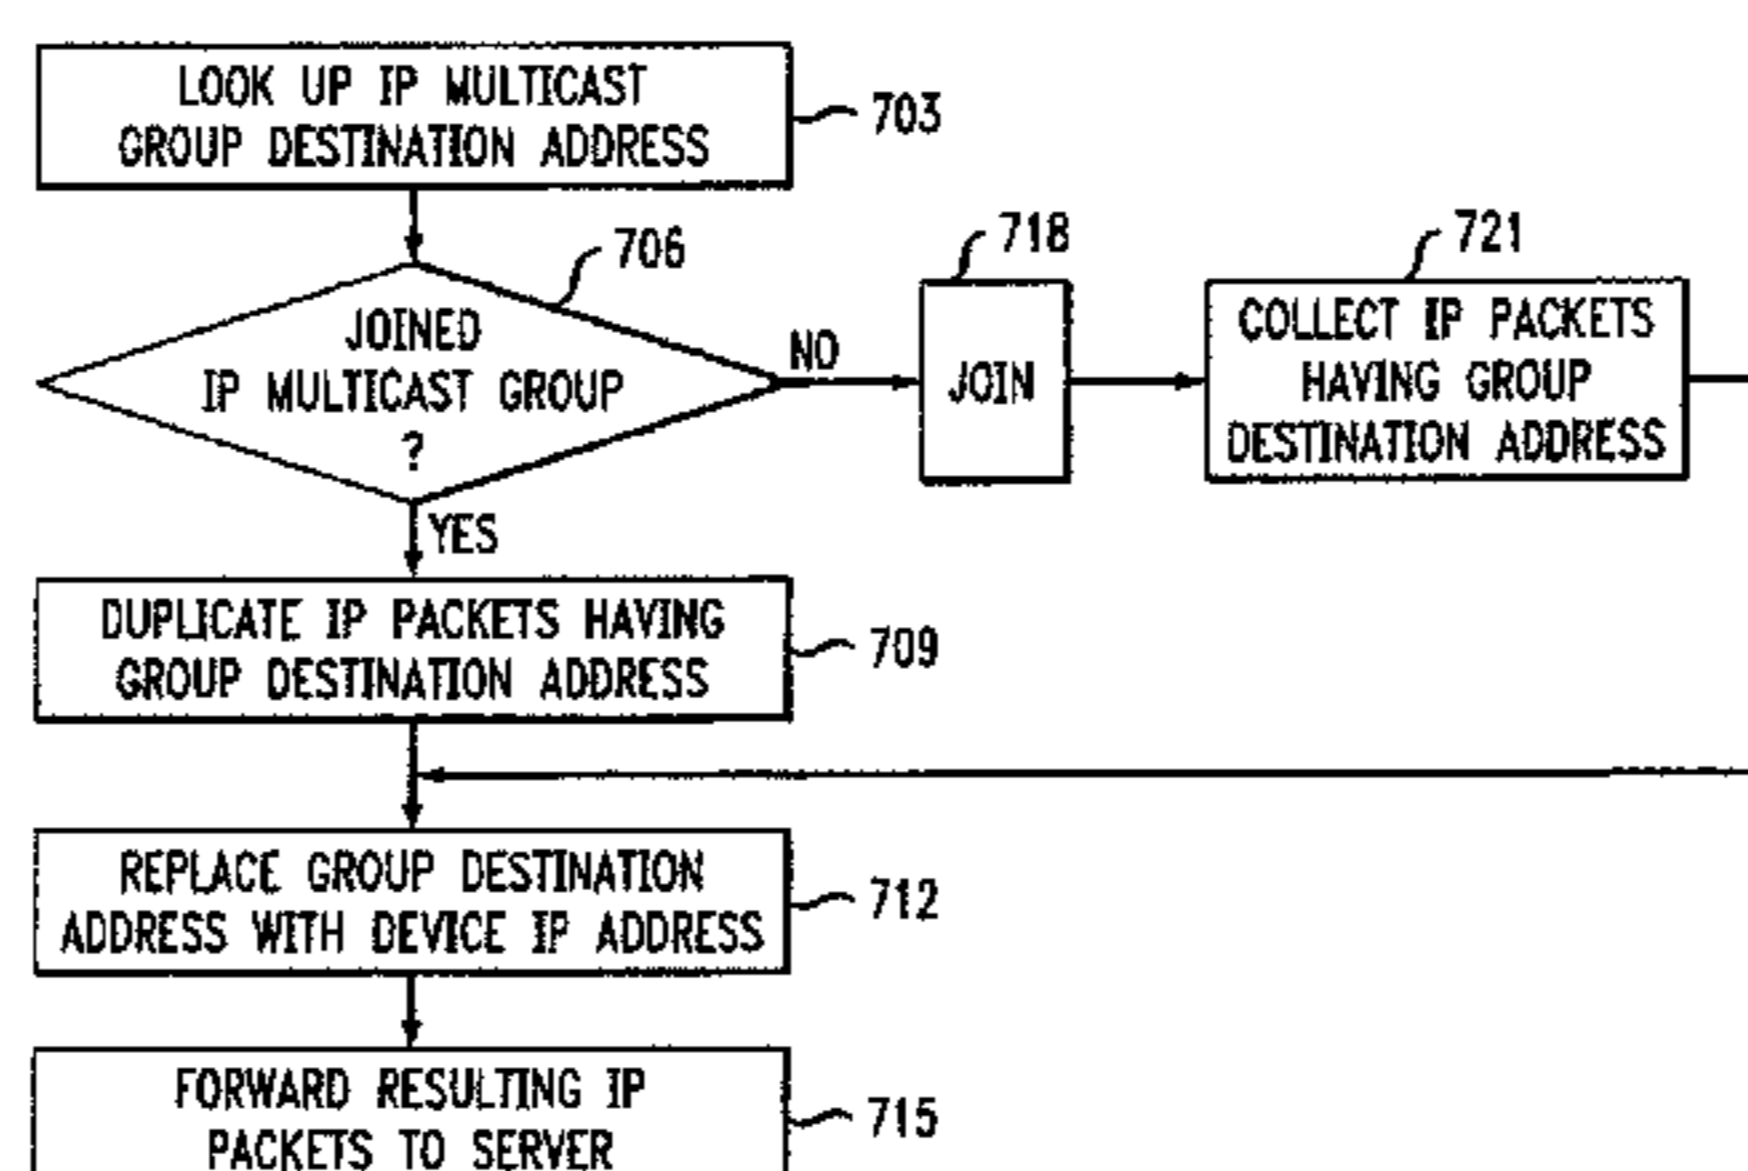 LOOK UP IP MULTICAST
GROUP DESTINATION ADDRESS
703
706
JOINED
IP MULTICAST GROUP
?
NO
718
JOIN
721
COLLECT IP PACKETS
HAVING GROUP
DESTINATION ADDRESS
YES
DUPLICATE IP PACKETS HAVING
GROUP DESTINATION ADDRESS
709
REPLACE GROUP DESTINATION
ADDRESS WITH DEVICE IP ADDRESS
712
FORWARD RESULTING IP
PACKETS TO SERVER
715